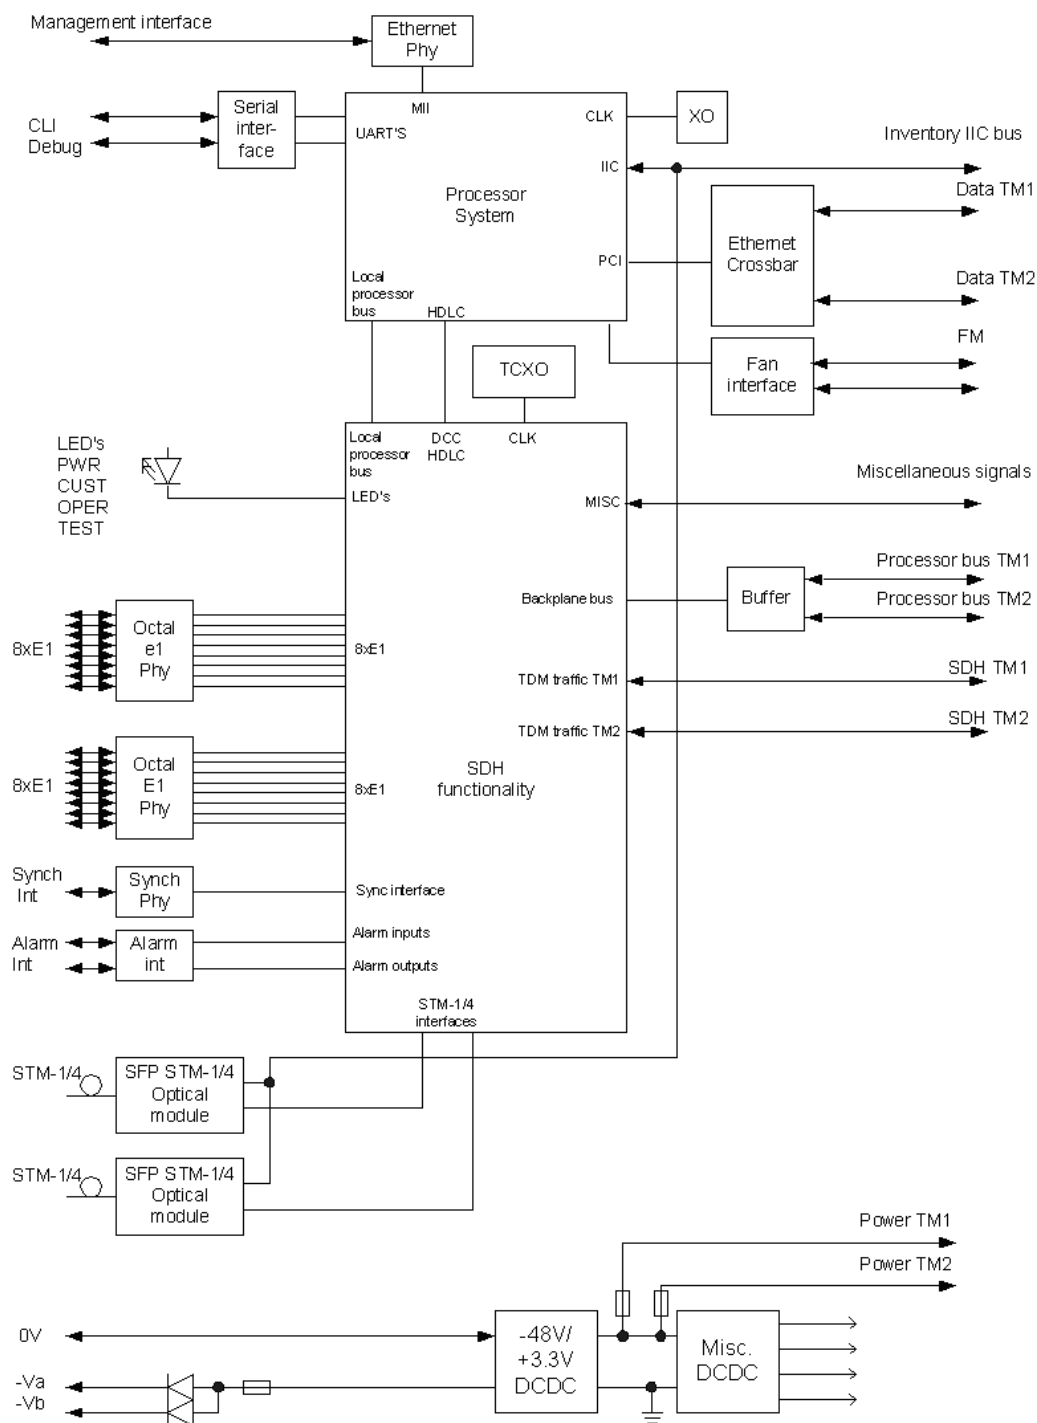 Management interface
Ethernet
Phy
MII
CLK
XO
Serial
inter-
face
UART'S
CLI
Debug
Inventory IIC bus
IIC
Data TM1
Processor
System
Ethernet
Crossbar
PCI
Data TM2
Local
processor
bus
HDLC
FM
Fan
interface
TCXO
Local
processor
bus
DCC
HDLC
CLK
LED's
PWR
CUST
OPER
TEST
LED's
Miscellaneous signals
MISC
Processor bus TM1
Backplane bus
Buffer
Processor bus TM2
8xE1
Octal
e1
Phy
8xE1
TDM traffic TM1
SDH TM1
TDM traffic TM2
SDH TM2
8xE1
Octal
E1
Phy
8xE1
SDH
functionality
Synch
Int
Synch
Phy
Sync interface
Alarm
Int
Alarm
int
Alarm inputs
Alarm outputs
STM-1/4
interfaces
STM-1/4
SFP STM-1/4
Optical
module
STM-1/4
SFP STM-1/4
Optical
module
Power TM1
Power TM2
0V
-48V/
+3.3V
DCDC
Misc.
DCDC
-Va
-Vb